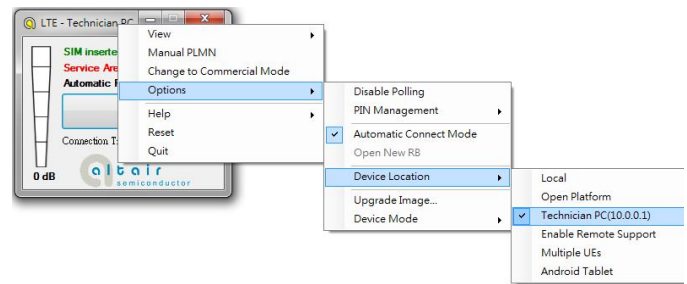 LTE - Technician PC
SIM inserte
Service Are
Automatic
Connection T
0 dB
altair
semiconductor
View
Manual PLMN
Change to Commercial Mode
Options
Help
Reset
Quit
Disable Polling
PIN Management
Automatic Connect Mode
Open New RB
Device Location
Upgrade Image...
Device Mode
Local
Open Platform
Technician PC(10.0.0.1)
Enable Remote Support
Multiple UEs
Android Tablet